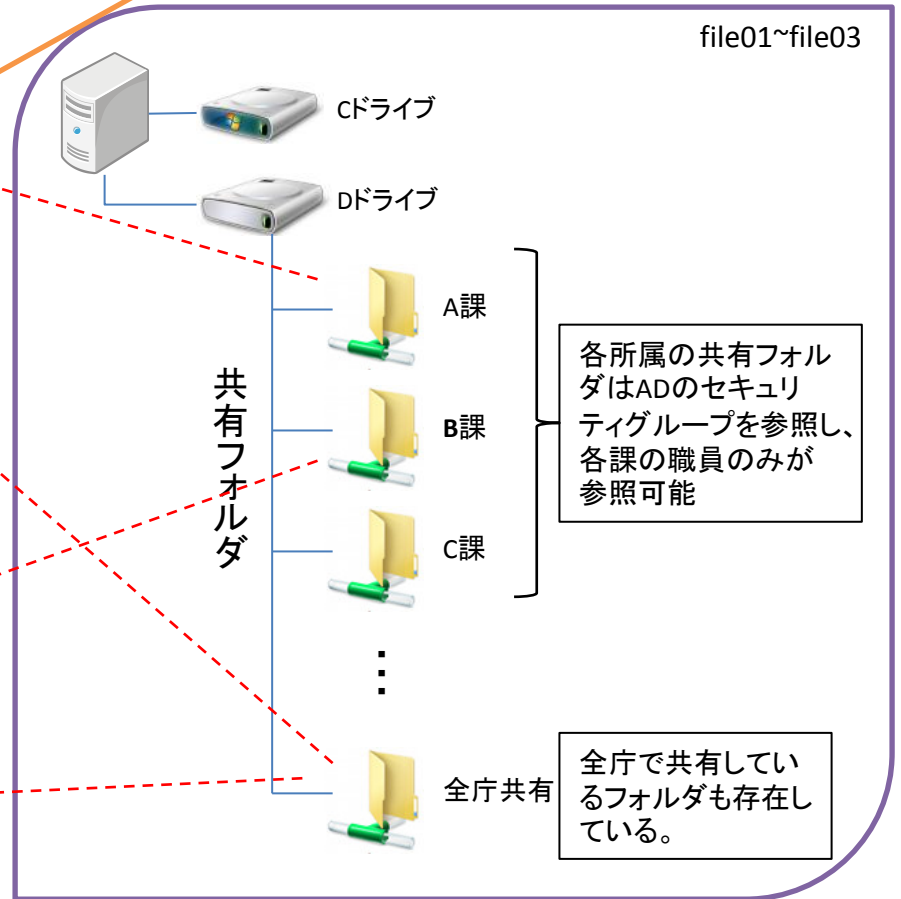 file01~file03
Cドライブ
Dドライブ
共有フォルダ
A課
B課
C課
各所属の共有フォル
ダはADのセキュリ
ティグループを参照し、
各課の職員のみが
参照可能
⋮
全庁共有
全庁で共有してい
るフォルダも存在し
ている。